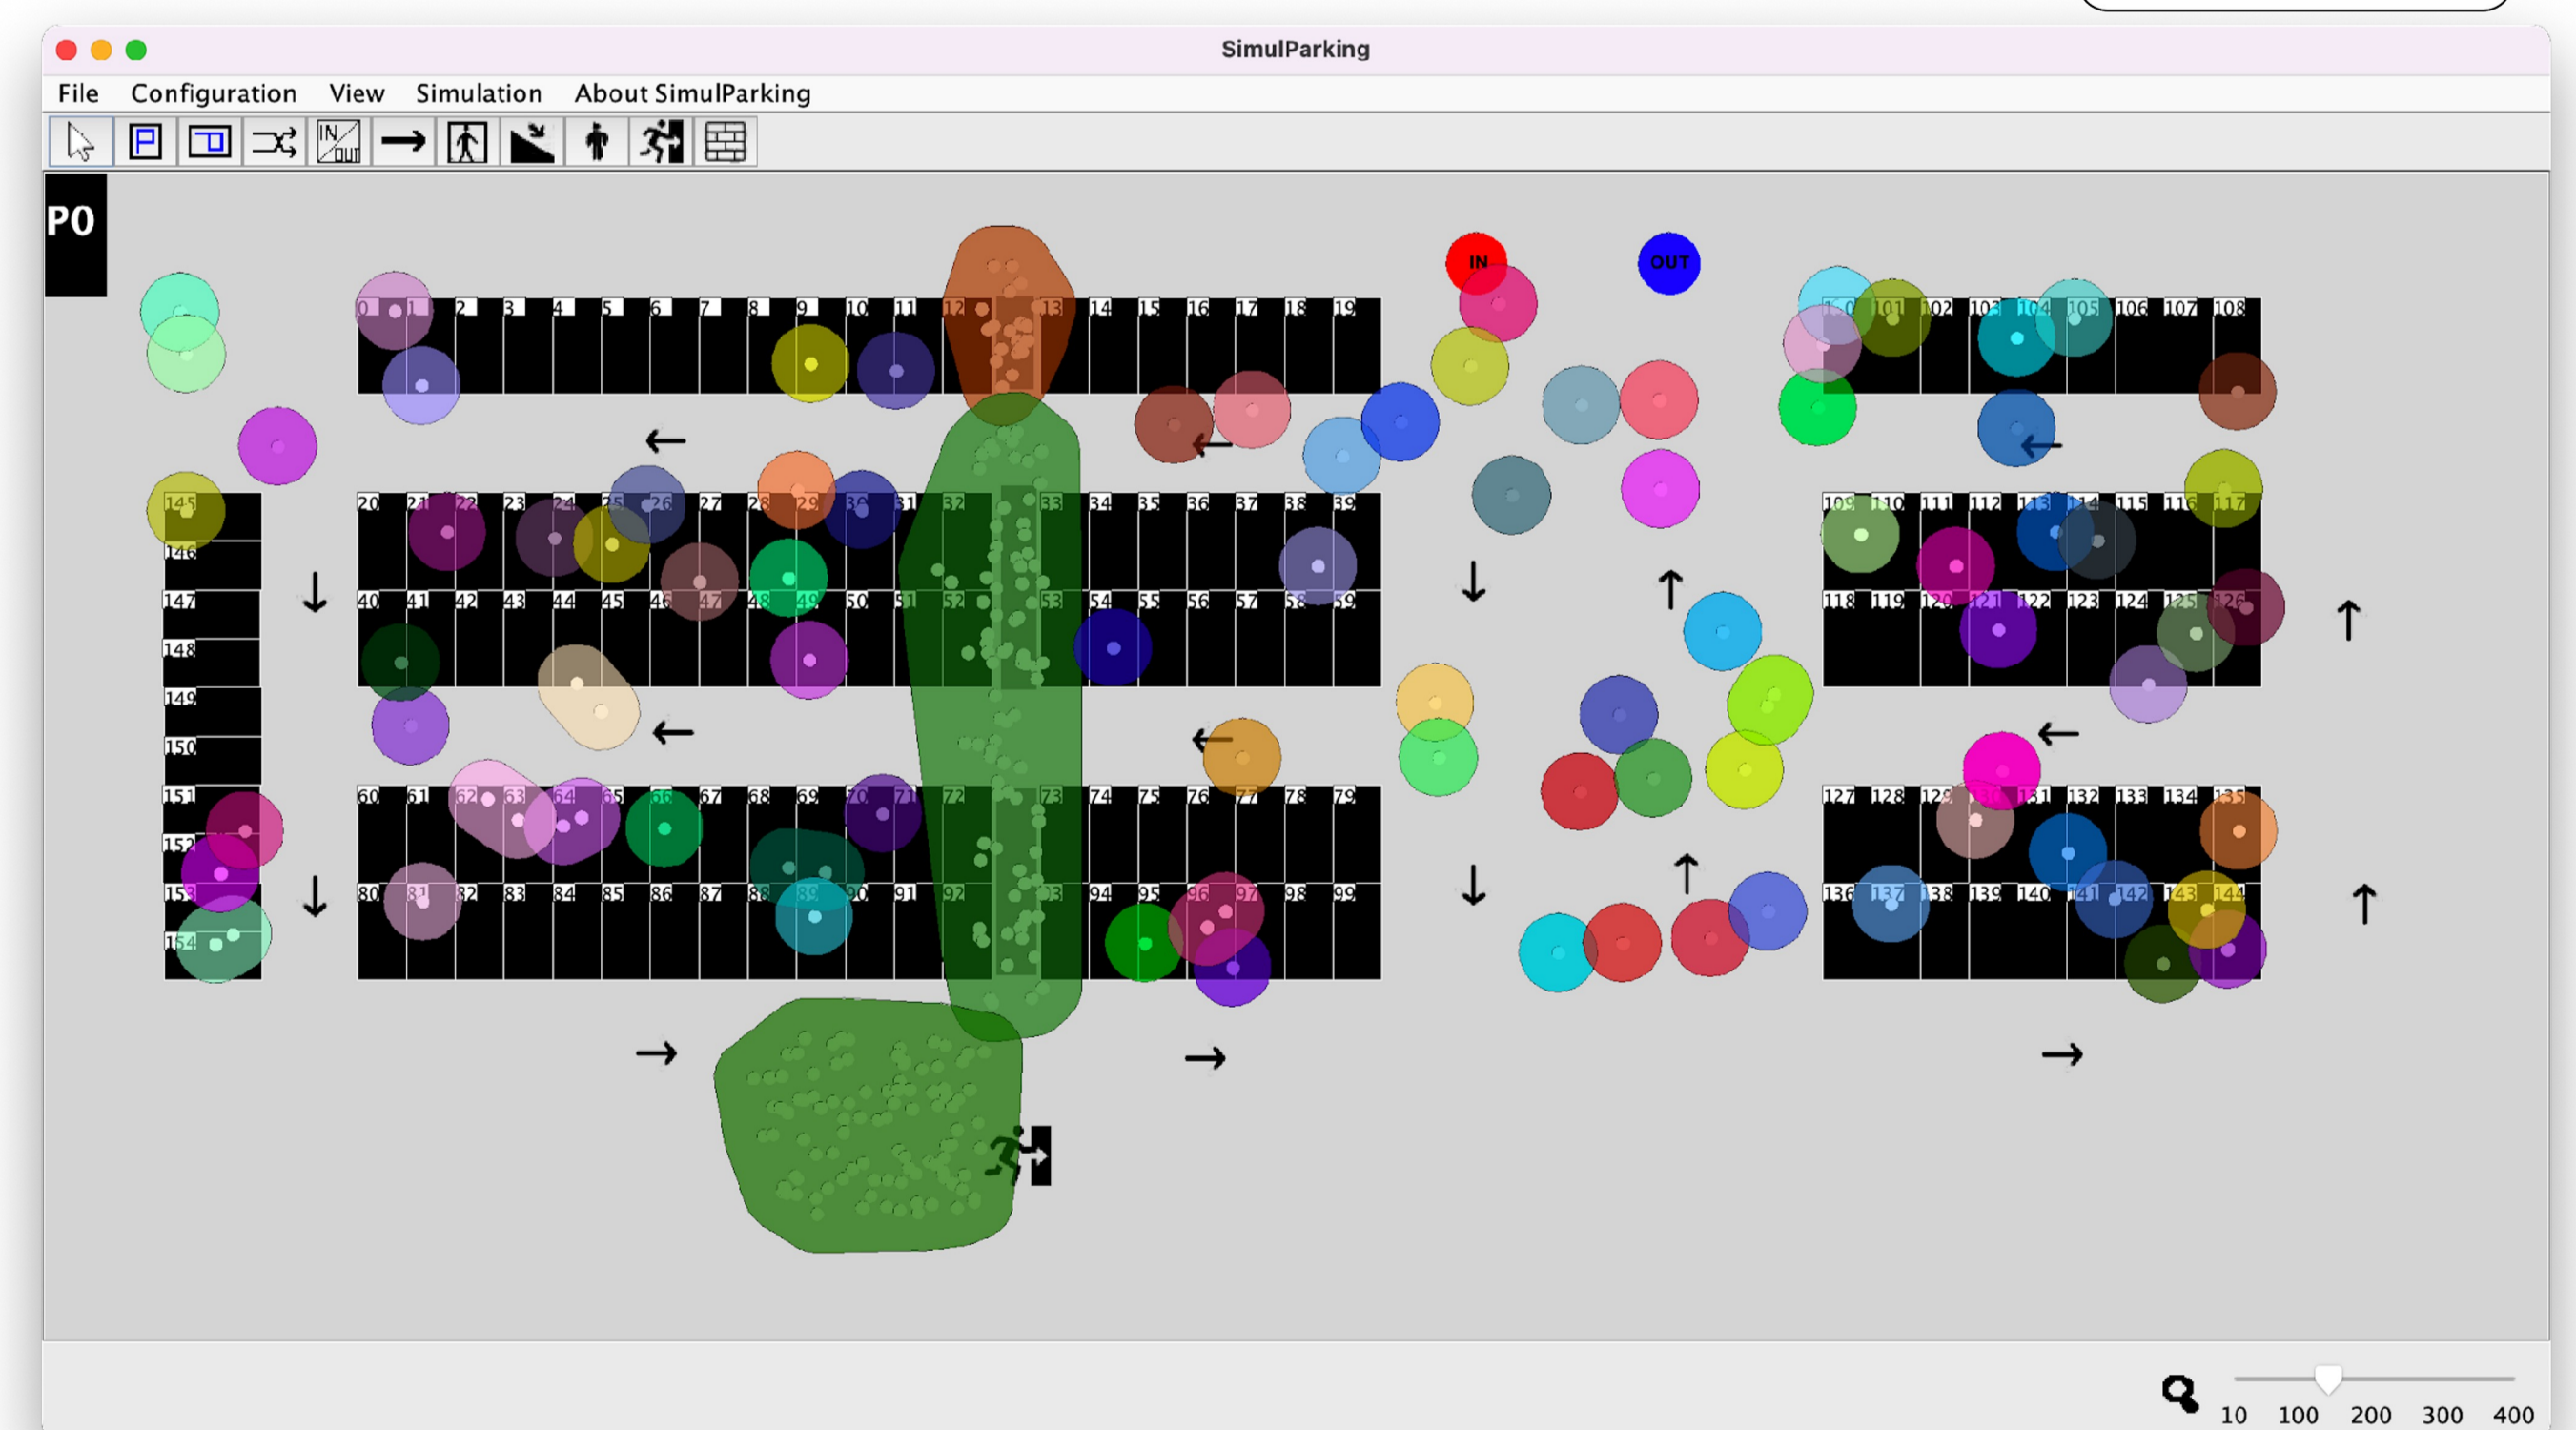 SimulParking
File Configuration View Simulation About SimulParking
P P IN OUT
P0
IN OUT
0 1 2 3 4 5 6 7 8 9 10 11 12 13 14 15 16 17 18 19 101 102 103 104 105 106 107 108
145 20 21 22 23 24 25 26 27 28 29 30 31 32 33 34 35 36 37 38 39 109 110 111 112 113 114 115 116 117
146
147 40 41 42 43 44 45 46 47 48 49 50 51 52 53 54 55 56 57 58 59 118 119 120 121 122 123 124 125 126
148
149
150
151 60 61 62 63 64 65 66 67 68 69 70 71 72 73 74 75 76 77 78 79 127 128 129 130 131 132 133 134 135
152
153 80 81 82 83 84 85 86 87 88 89 90 91 92 93 94 95 96 97 98 99 136 137 138 139 140 141 142 143 144
154
10 100 200 300 400